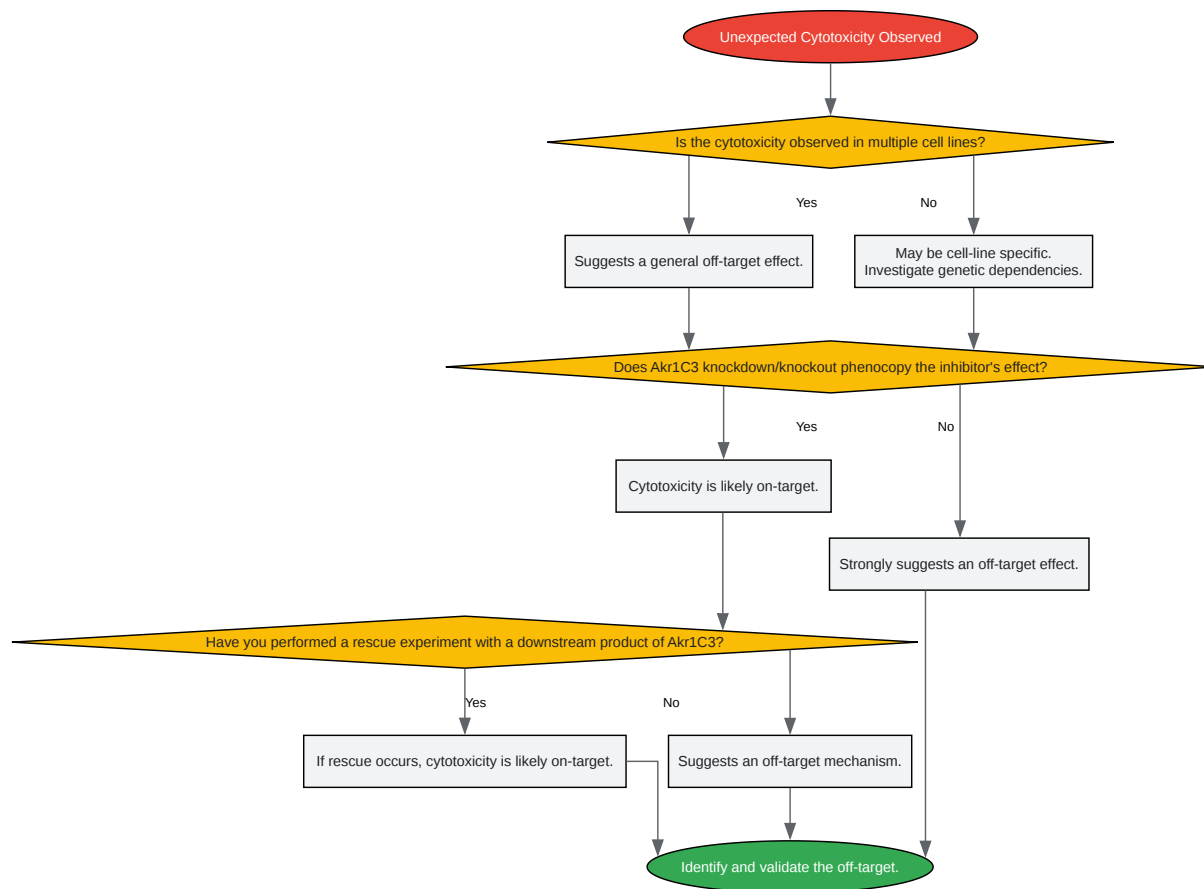 Unexpected Cytotoxicity Observed
Is the cytotoxicity observed in multiple cell lines?
Yes
No
Suggests a general off-target effect.
May be cell-line specific.
Investigate genetic dependencies.
Does Akr1C3 knockdown/knockout phenocopy the inhibitor's effect?
Yes
No
Cytotoxicity is likely on-target.
Strongly suggests an off-target effect.
Have you performed a rescue experiment with a downstream product of Akr1C3?
Yes
No
If rescue occurs, cytotoxicity is likely on-target.
Suggests an off-target mechanism.
Identify and validate the off-target.